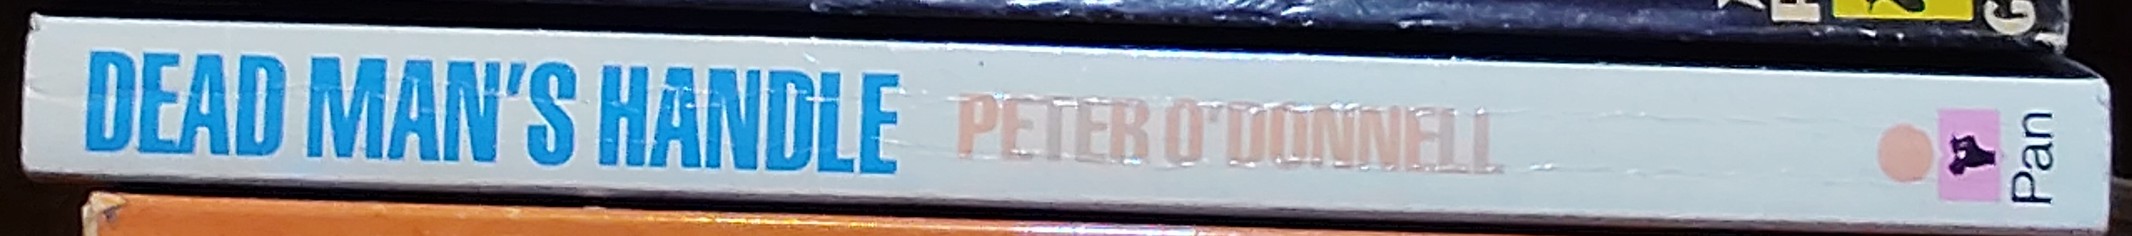 DEAD MAN'S HANDLE PETER O'DONNELL
Pan